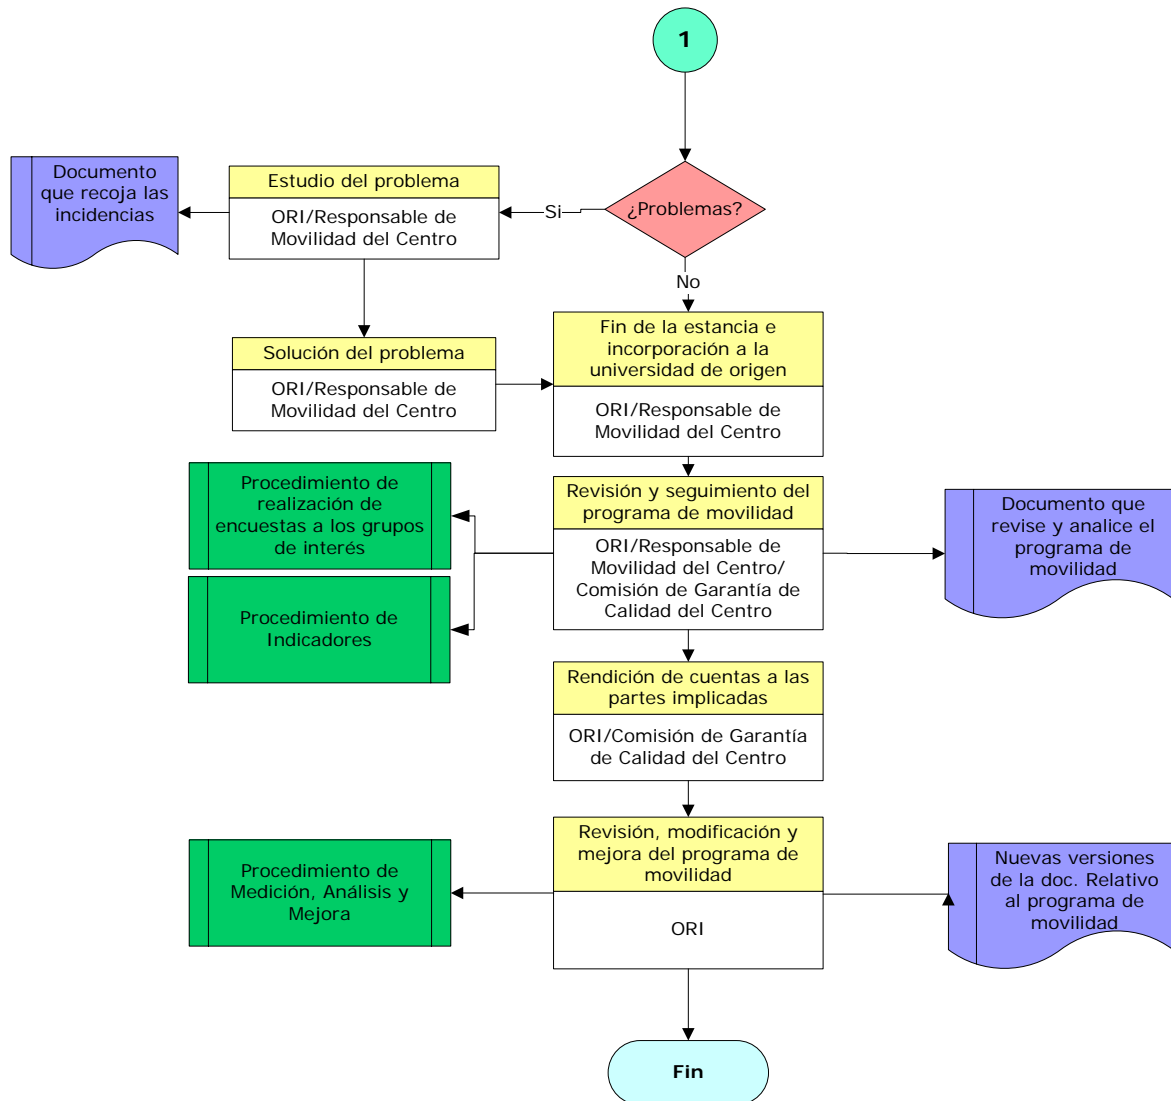 1
¿Problemas?
Si
No
Estudio del problema
ORI/Responsable de
Movilidad del Centro
Documento
que recoja las
incidencias
Solución del problema
ORI/Responsable de
Movilidad del Centro
Fin de la estancia e
incorporación a la
universidad de origen
ORI/Responsable de
Movilidad del Centro
Revisión y seguimiento del
programa de movilidad
ORI/Responsable de
Movilidad del Centro/
Comisión de Garantía de
Calidad del Centro
Procedimiento de
realización de
encuestas a los grupos
de interés
Procedimiento de
Indicadores
Documento que
revise y analice el
programa de
movilidad
Rendición de cuentas a las
partes implicadas
ORI/Comisión de Garantía
de Calidad del Centro
Revisión, modificación y
mejora del programa de
movilidad
ORI
Procedimiento de
Medición, Análisis y
Mejora
Nuevas versiones
de la doc. Relativo
al programa de
movilidad
Fin